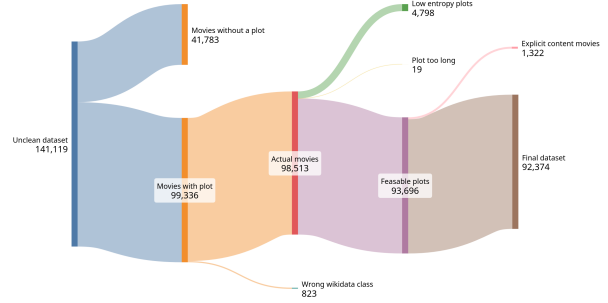 Low entropy plots
4,798
Movies without a plot
41,783
Explicit content movies
1,322
Plot too long
19
Unclean dataset
141,119
Actual movies
98,513
Final dataset
92,374
Movies with plot
99,336
Feasable plots
93,696
Wrong wikidata class
823